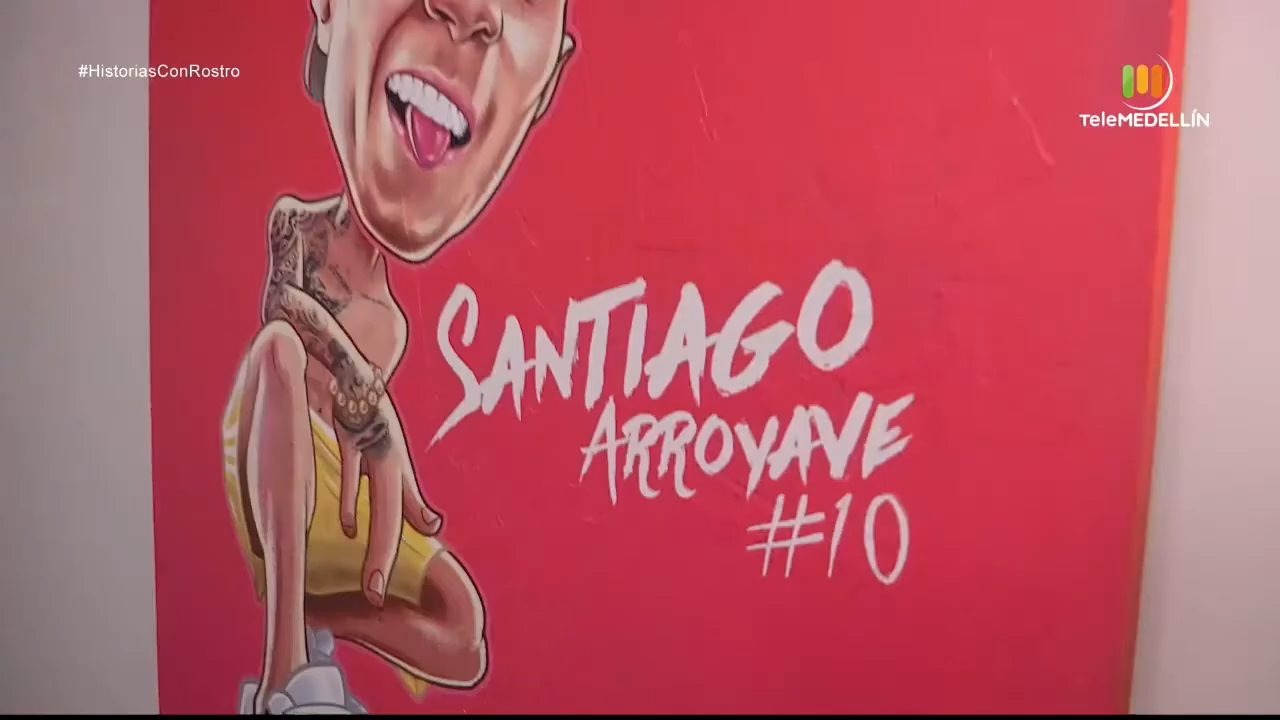 #HistoriasConRostro
TeleMEDELLÍN
SANTIAGO
ARROYAVE
#10